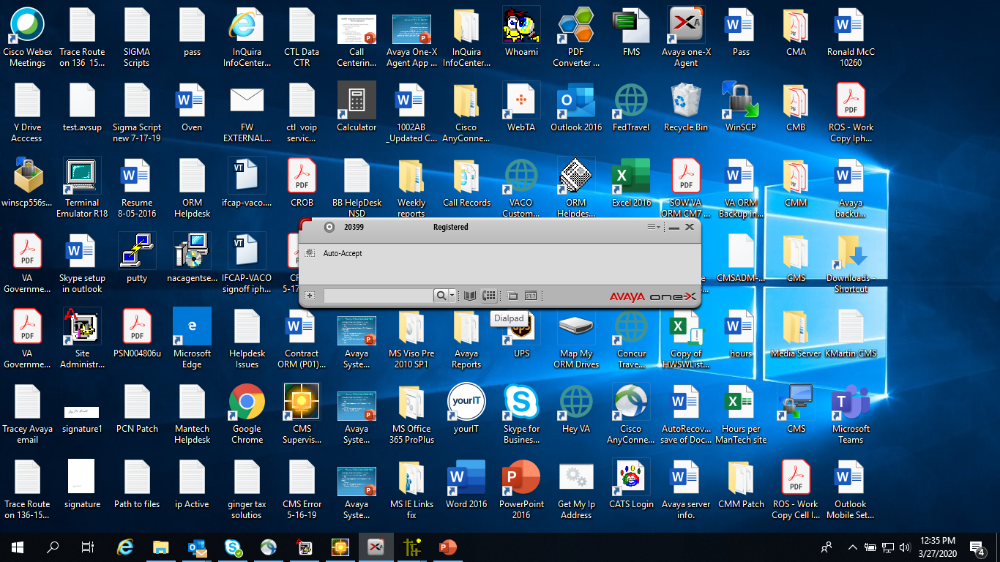 Cisco Webex
Meetings
Trace Route
on 136 15...
SIGMA
Scripts
pass
InQuira
InfoCenter...
CTL Data
CTR
Call
Centering...
Avaya One-X
Agent App ...
InQuira
InfoCenter...
Whoami
PDF
Converter ...
FMS
Avaya one-X
Agent
Pass
CMA
Ronald McC
10260
Y Drive
Acccess
test.avsup
Sigma Script
new 7-17-19
Oven
FW
EXTERNAL...
ctl voip
servic...
Calculator
1002AB
_Updated C...
Cisco
AnyConne...
WebTA
Outlook 2016
FedTravel
Recycle Bin
WinSCP
CMB
ROS - Work
Copy Iph...
winscp556s...
Terminal
Emulator R18
Resume
8-05-2016
ORM
Helpdesk
ifcap-vaco....
CROB
BB HelpDesk
NSD
Weekly
reports
Call Records
VACO
Custom...
ORM
Helpdes...
Excel 2016
SOW VA
ORM CM7 ...
VA ORM
Backup in...
CMM
Avaya
backu...
20399
Registered
Auto-Accept
AVAYA one-X
Dialpad
VA
Governme...
Skype setup
in outlook
putty
nacagentse...
IFCAP-VACO
signoff iph...
CMSADM-...
CMS
Downloads -
Shortcut
VA
Governme...
Site
Administr...
PSN004806u
Microsoft
Edge
Helpdesk
Issues
Contract
ORM (P01)...
Avaya
Syste...
MS Viso Pre
2010 SP1
Avaya
Reports
UPS
Map My
ORM Drives
Concur
Trave...
Copy of
HWSWList...
hours
Media Server
KMartin CMS
Tracey Avaya
email
signature1
PCN Patch
Mantech
Helpdesk
Google
Chrome
CMS
Supervis...
Avaya
Syste...
MS Office
365 ProPlus
yourIT
yourIT
Skype for
Busines...
Hey VA
Cisco
AnyConne...
AutoRecov...
save of Doc...
Hours per
ManTech site
CMS
Microsoft
Teams
Trace Route
on 136-15...
signature
Path to files
ip Active
ginger tax
solutios
CMS Error
5-16-19
Avaya
Syste...
MS IE Links
fix
Word 2016
PowerPoint
2016
Get My Ip
Address
CATS Login
Avaya server
info.
CMM Patch
ROS - Work
Copy Cell I...
Outlook
Mobile Set...
12:35 PM
3/27/2020
4